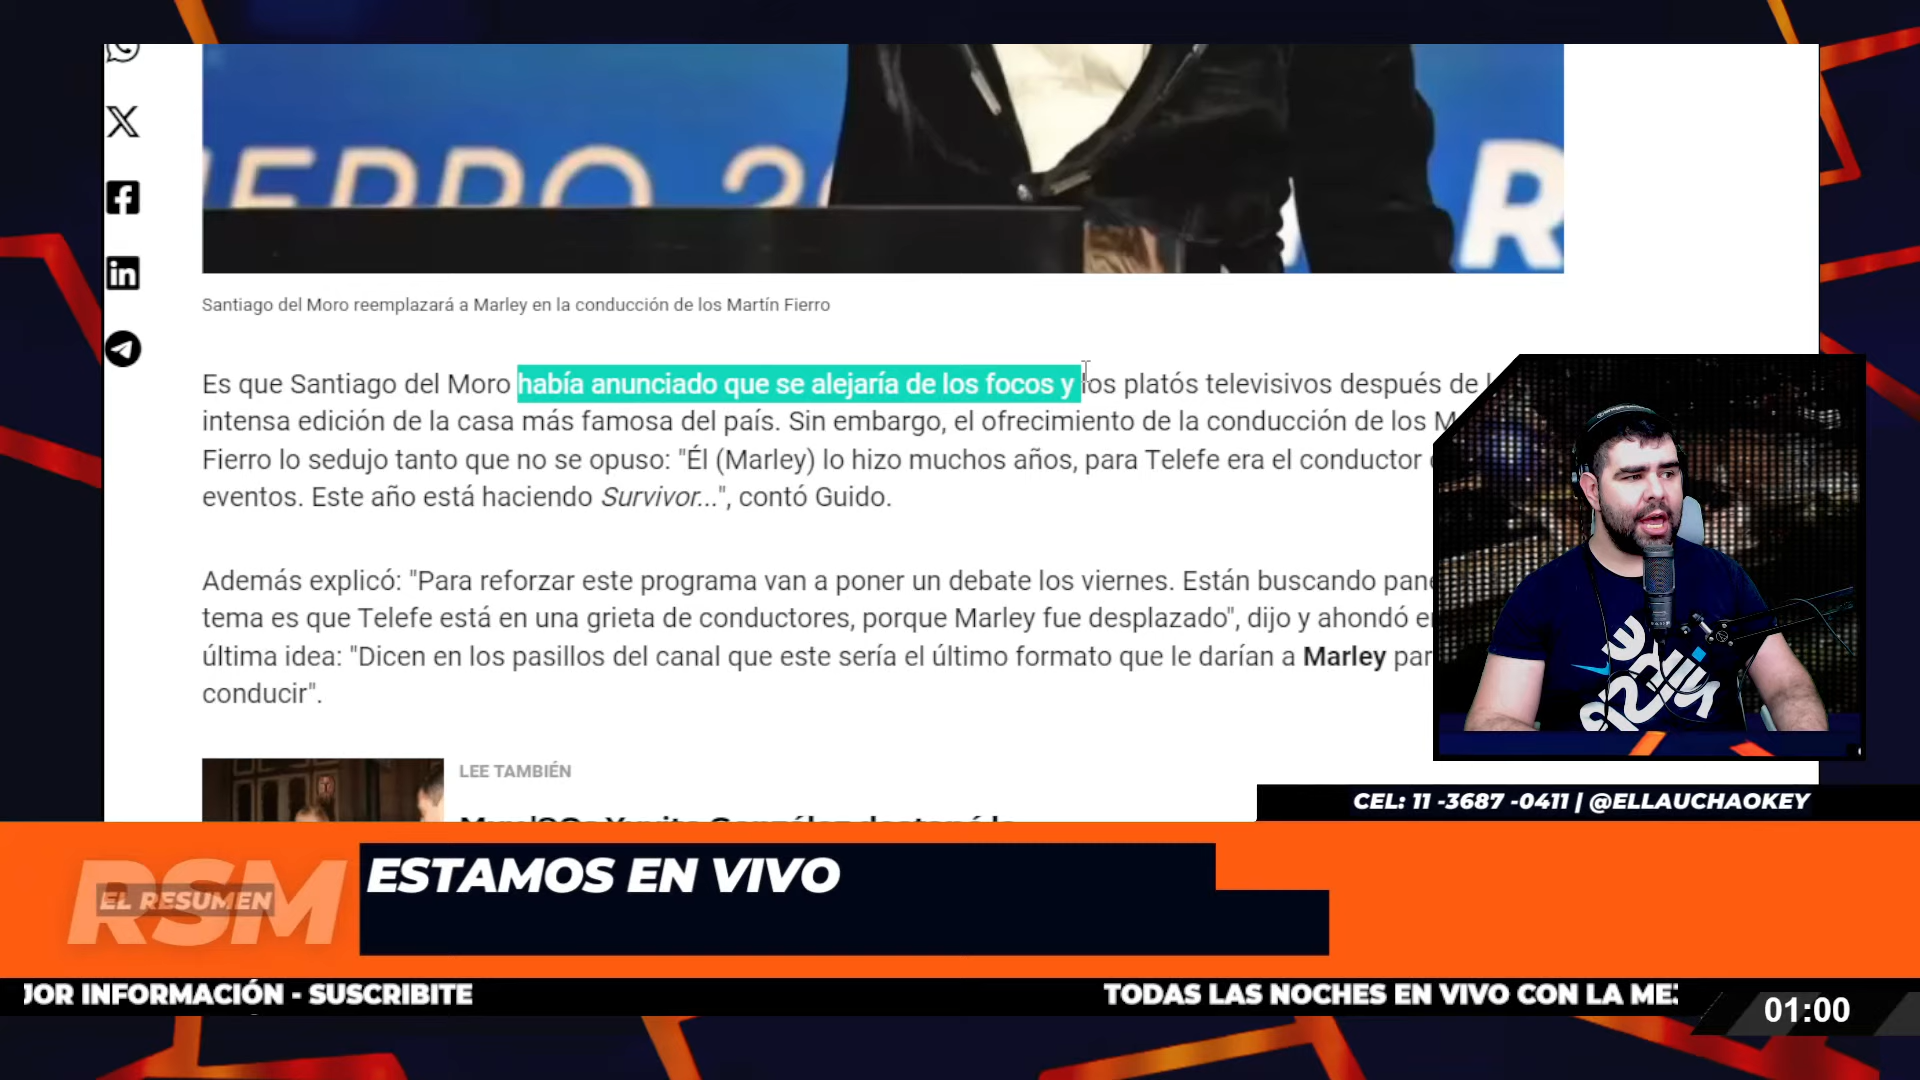 IERRO 2
R
Santiago del Moro reemplazará a Marley en la conducción de los Martín Fierro
Es que Santiago del Moro había anunciado que se alejaría de los focos y los platós televisivos después de
intensa edición de la casa más famosa del país. Sin embargo, el ofrecimiento de la conducción de los
Fierro lo sedujo tanto que no se opuso: "Él (Marley) lo hizo muchos años, para Telefe era el conductor
eventos. Este año está haciendo Survivor...", contó Guido.
Además explicó: "Para reforzar este programa van a poner un debate los viernes. Están buscando
tema es que Telefe está en una grieta de conductores, porque Marley fue desplazado", dijo y ahondó
última idea: "Dicen en los pasillos del canal que este sería el último formato que le darían a Marley
conducir".
LEE TAMBIÉN
CEL: 11 -3687 -0411 | @ELLAUCHAOKEY
RSM
EL RESUMEN
ESTAMOS EN VIVO
JOR INFORMACIÓN - SUSCRIBITE
TODAS LAS NOCHES EN VIVO CON LA ME
01:00